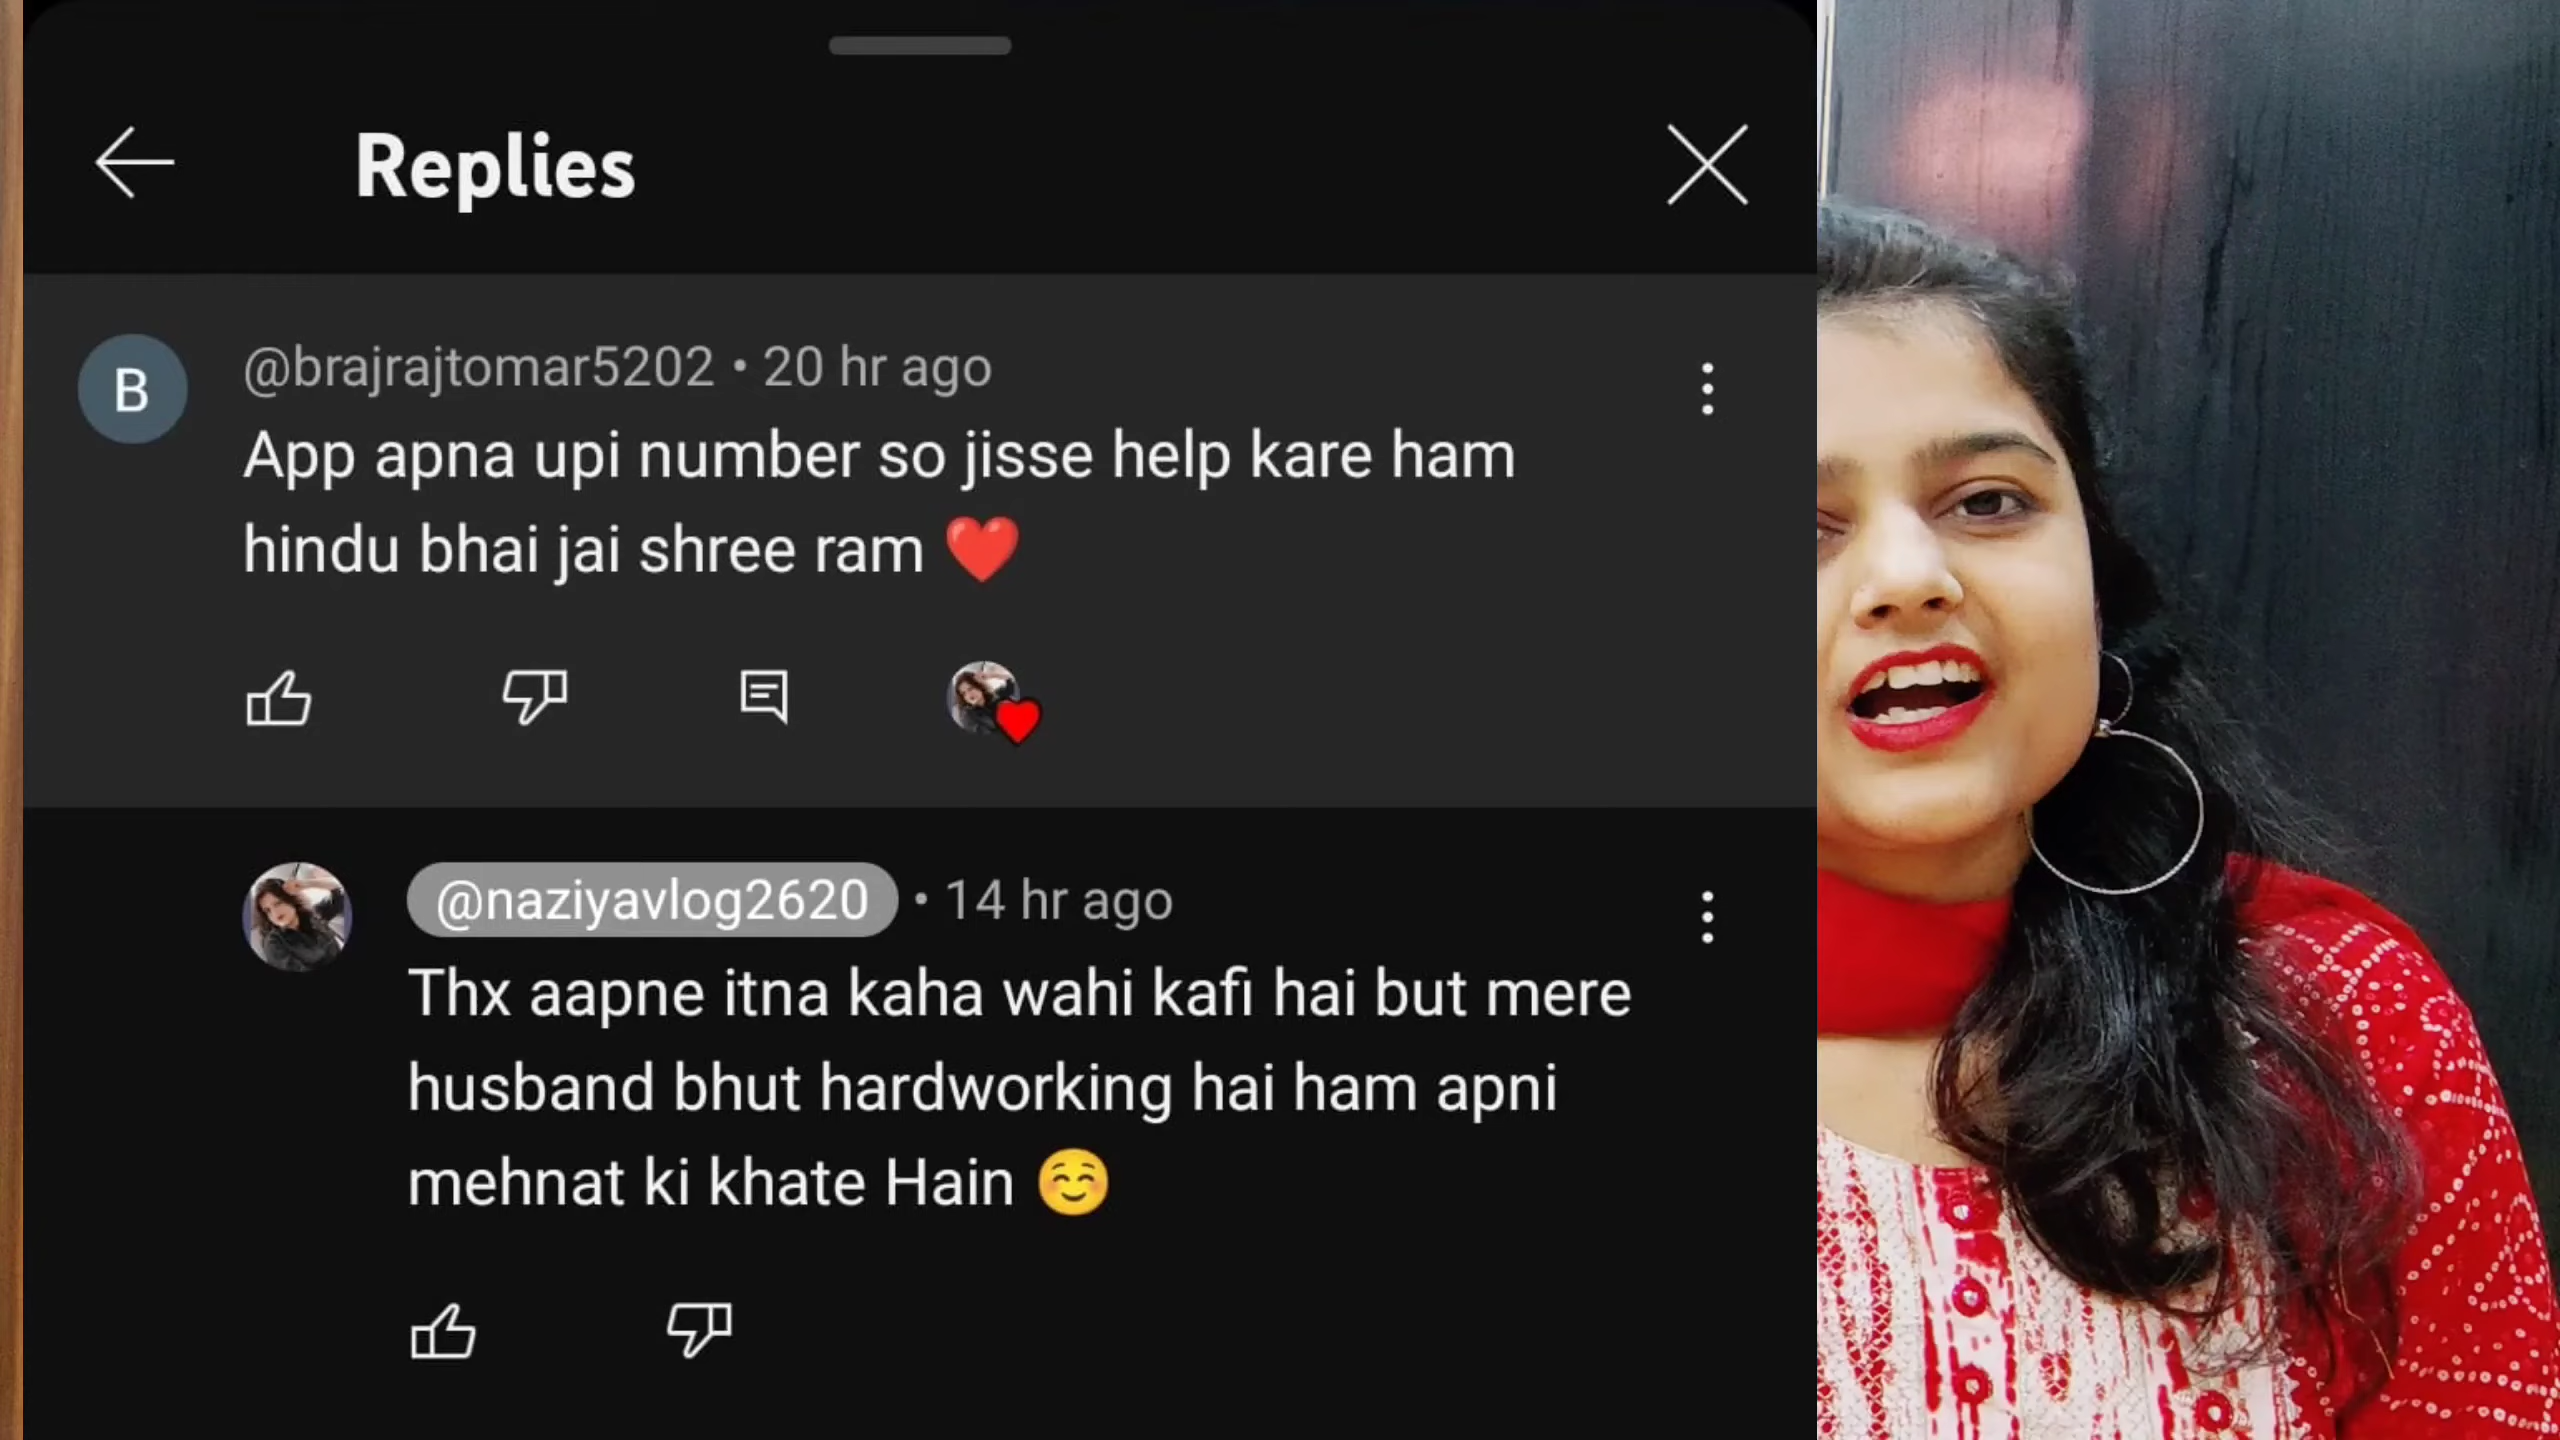 Replies
B
@brajrajtomar5202 • 20 hr ago
App apna upi number so jisse help kare ham
hindu bhai jai shree ram ❤️
@naziyavlog2620 • 14 hr ago
Thx aapne itna kaha wahi kafi hai but mere
husband bhut hardworking hai ham apni
mehnat ki khate Hain ☺️